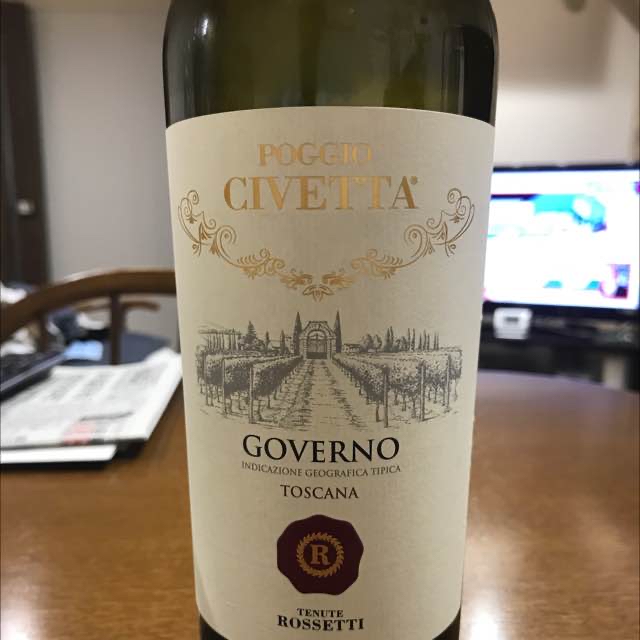 POGGIO
CIVETTA®
GOVERNO
INDICAZIONE GEOGRAFICA TIPICA
TOSCANA
R
TENUTE
ROSSETTI